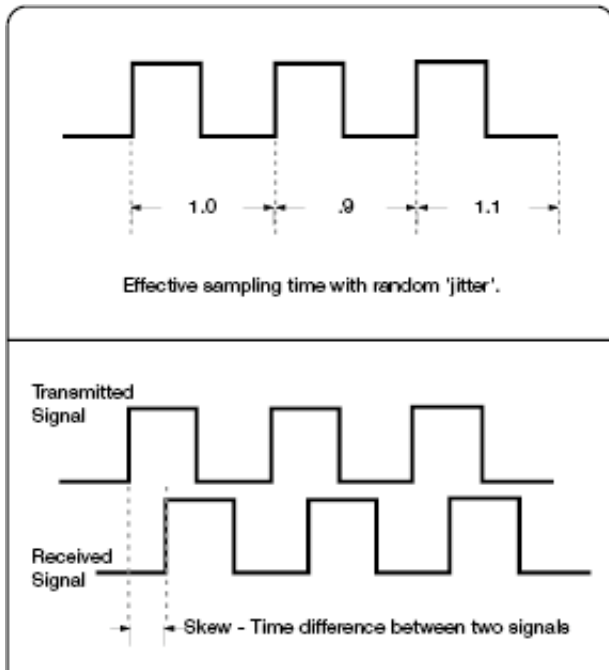 1.0 .9 1.1
Effective sampling time with random 'jitter'.
Transmitted
Signal
Received
Signal
Skew - Time difference between two signals